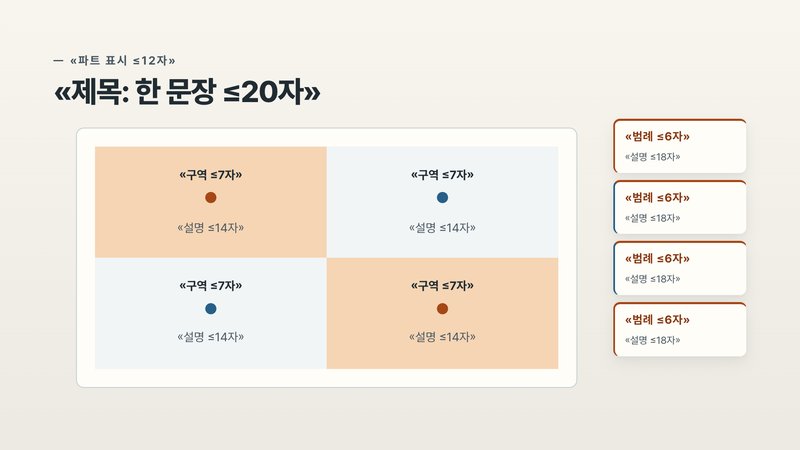 — «파트 표시 ≤12자»
«제목: 한 문장 ≤20자»
«구역 ≤7자»
«설명 ≤14자»
«구역 ≤7자»
«설명 ≤14자»
«구역 ≤7자»
«설명 ≤14자»
«구역 ≤7자»
«설명 ≤14자»
«범례 ≤6자»
«설명 ≤18자»
«범례 ≤6자»
«설명 ≤18자»
«범례 ≤6자»
«설명 ≤18자»
«범례 ≤6자»
«설명 ≤18자»